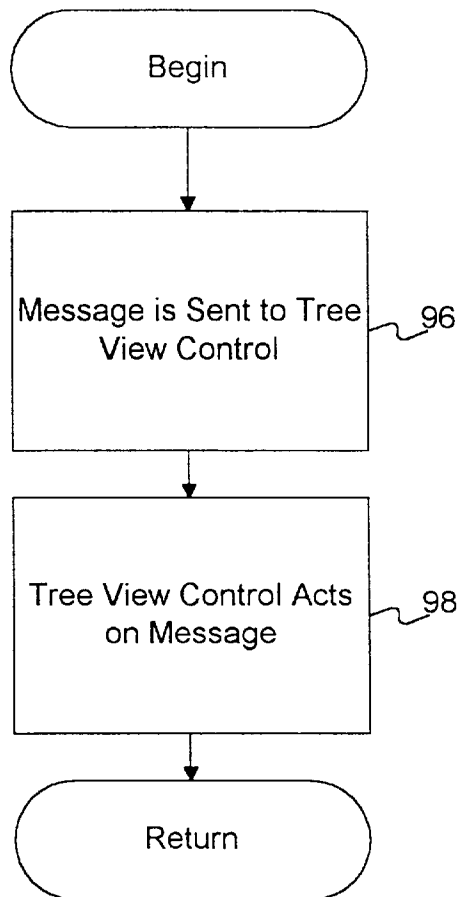 Begin
Message is Sent to Tree
View Control
96
Tree View Control Acts
on Message
98
Return